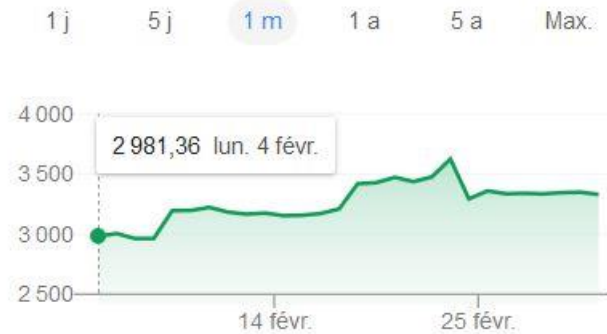 1 j 5 j 1 m 1 a 5 a Max.
4 000
2 981,36 lun. 4 févr.
3 500
3 000
2 500
14 févr. 25 févr.